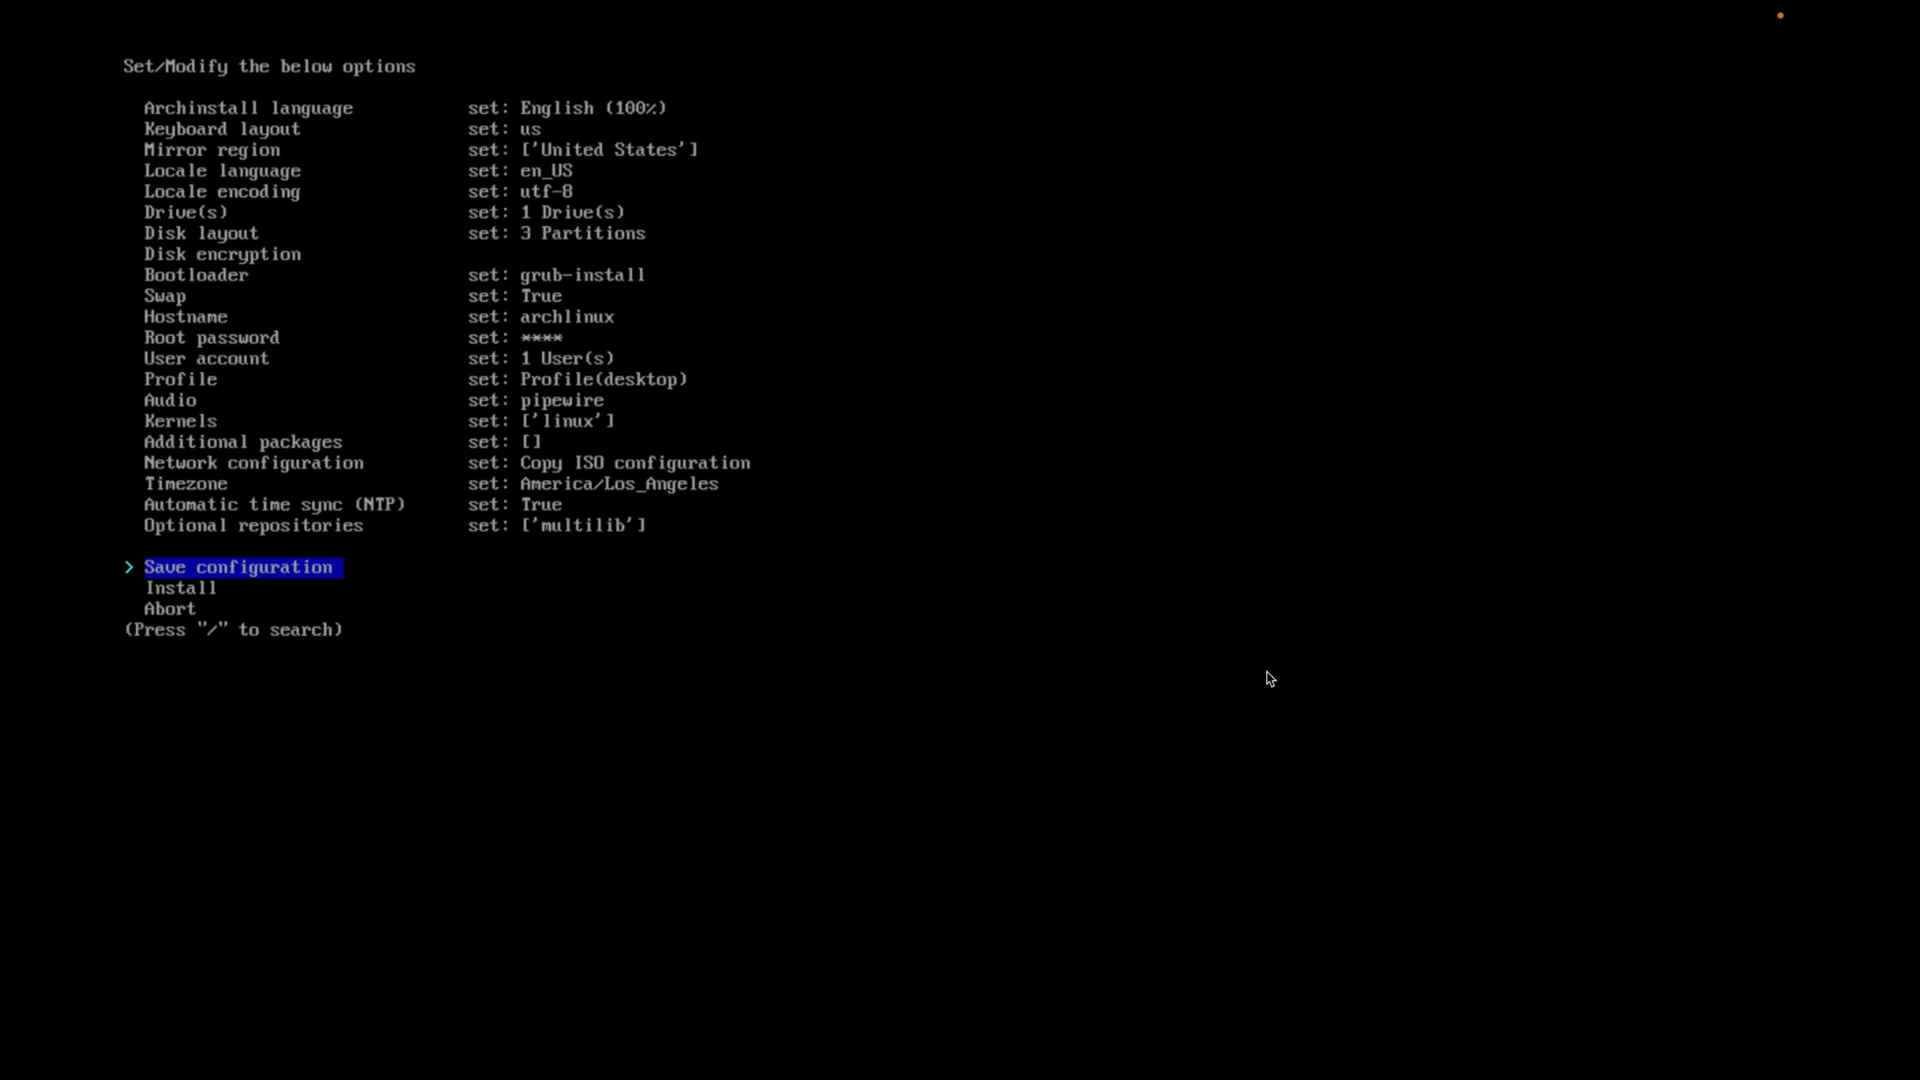 Set/Modify the below options
Archinstall language set: English (100%)
Keyboard layout set: us
Mirror region set: ['United States']
Locale language set: en_US
Locale encoding set: utf-8
Drive(s) set: 1 Drive(s)
Disk layout set: 3 Partitions
Disk encryption
Bootloader set: grub-install
Swap set: True
Hostname set: archlinux
Root password set: ****
User account set: 1 User(s)
Profile set: Profile(desktop)
Audio set: pipewire
Kernels set: ['linux']
Additional packages set: []
Network configuration set: Copy ISO configuration
Timezone set: America/Los_Angeles
Automatic time sync (NTP) set: True
Optional repositories set: ['multilib']
> Save configuration
Install
Abort
(Press "/" to search)